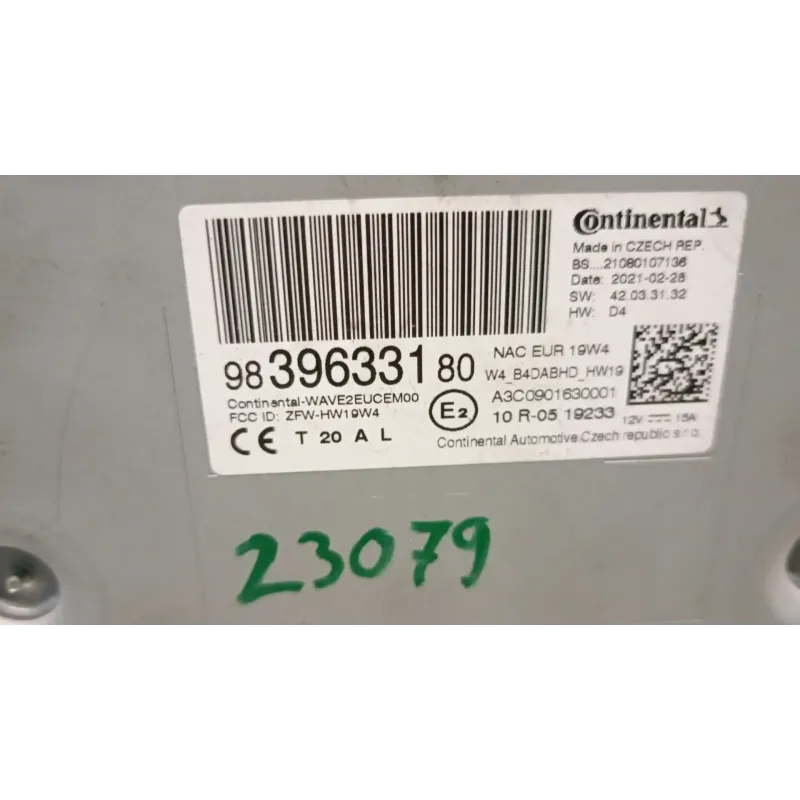 Continental
Made in CZECH REP.
BS....21080107136
Date: 2021-02-28
SW: 42.03.31.32
HW: D4
98 396331 80
NAC EUR 19W4
W4_B4DABHD_HW19
Continental-WAVE2EUCEM00
A3C0901630001
FCC ID: ZFW-HW19W4
E2
10 R-05 19233
12V 15A
CE T 20 A L
Continental Automotive Czech republic s.r.o.
23079